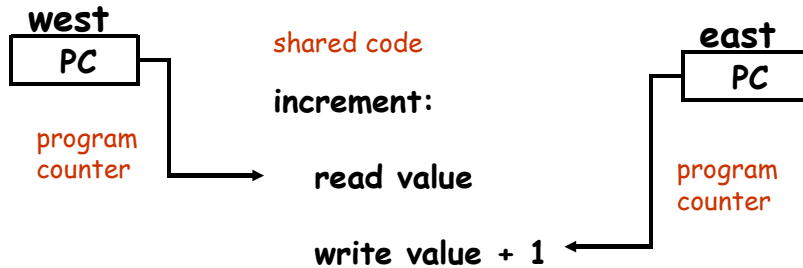 west
PC
program
counter
shared code
increment:
read value
write value + 1
east
PC
program
counter